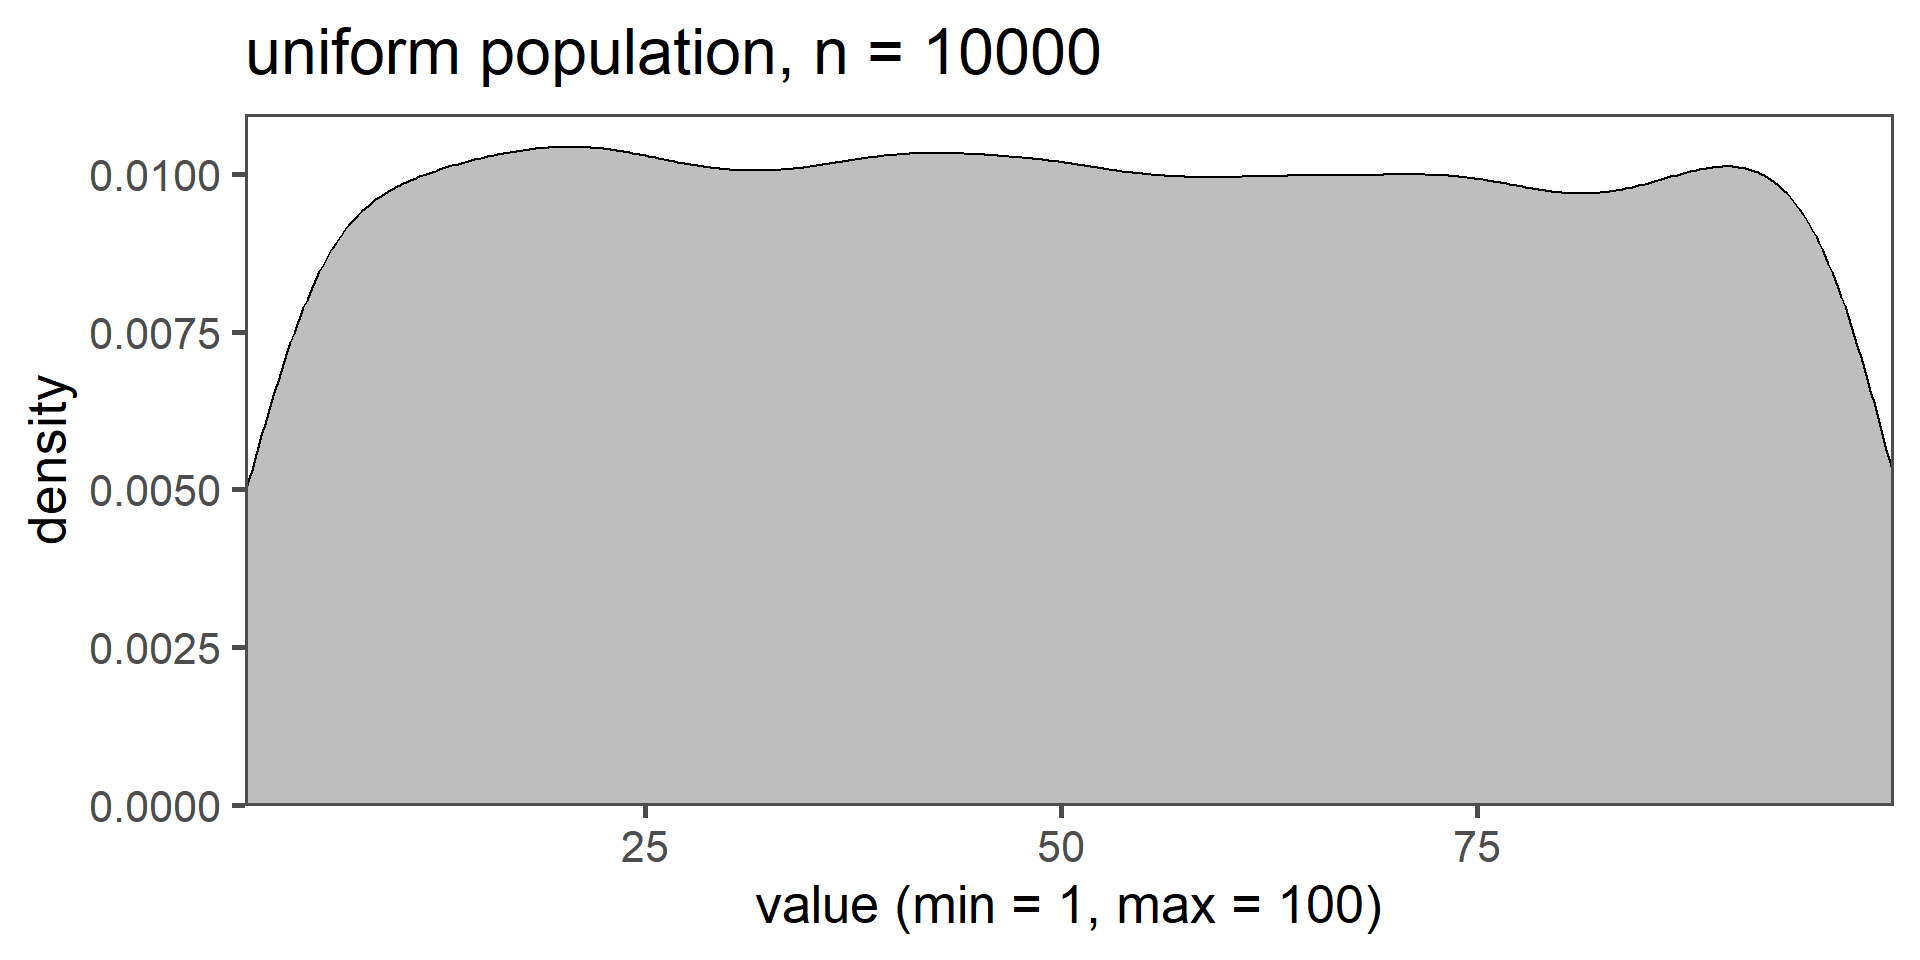 uniform population, n = 10000
0.0100
0.0075
0.0050
0.0025
0.0000
density
25
50
75
value (min = 1, max = 100)